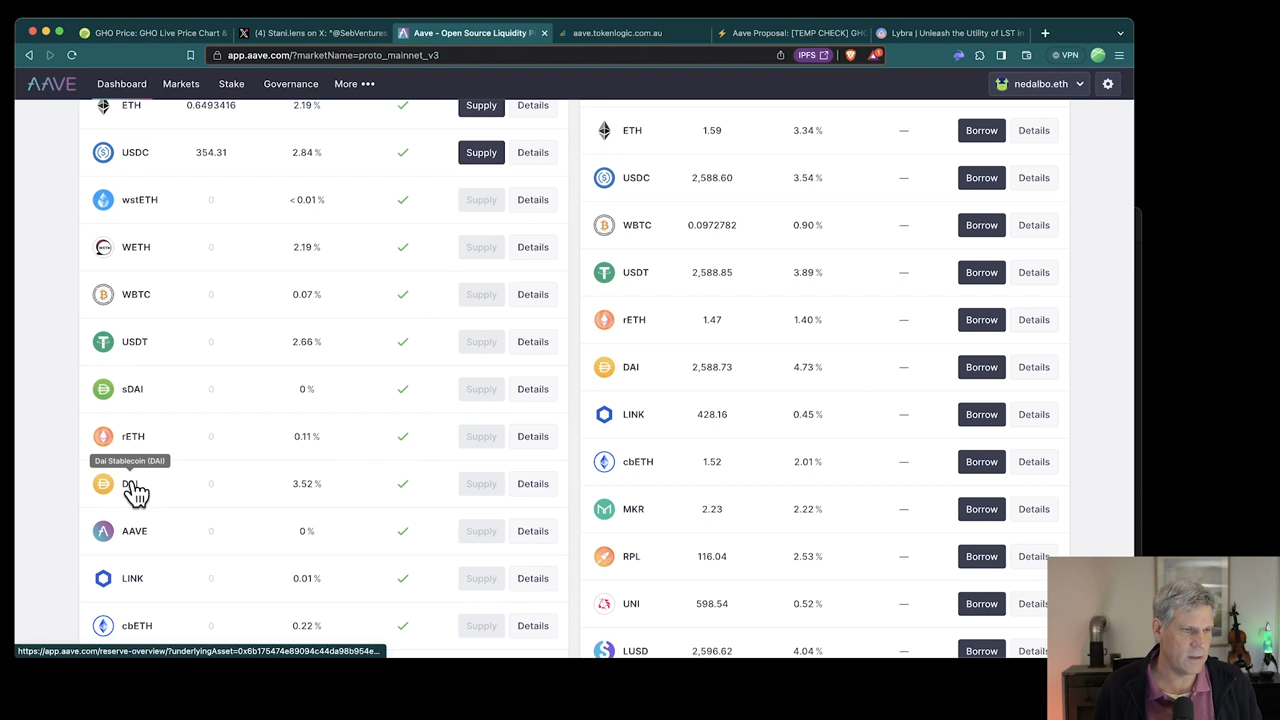 GHO Price: GHO Live Price Chart &
(4) Stani.lens on X: "@SebVentures
Aave - Open Source Liquidity P
aave.tokenlogic.com.au
Aave Proposal: [TEMP CHECK] GHO
Lybra | Unleash the Utility of LST in
app.aave.com/?marketName=proto_mainnet_v3
IPFS
1
VPN
AAVE
Dashboard
Markets
Stake
Governance
More •••
nedalbo.eth
ETH 0.6493416 2.19 % Supply Details
USDC 354.31 2.84 % Supply Details
wstETH 0 <0.01 % Supply Details
WETH 0 2.19 % Supply Details
WBTC 0 0.07 % Supply Details
USDT 0 2.66 % Supply Details
sDAI 0 0 % Supply Details
rETH 0 0.11 % Supply Details
Dai Stablecoin (DAI)
0 3.52 % Supply Details
AAVE 0 0 % Supply Details
LINK 0 0.01 % Supply Details
cbETH 0 0.22 % Supply Details
https://app.aave.com/reserve-overview/?underlyingAsset=0x6b175474e89094c44da98b954e...
ETH 1.59 3.34 % — Borrow Details
USDC 2,588.60 3.54 % — Borrow Details
WBTC 0.0972782 0.90 % — Borrow Details
USDT 2,588.85 3.89 % — Borrow Details
rETH 1.47 1.40 % — Borrow Details
DAI 2,588.73 4.73 % — Borrow Details
LINK 428.16 0.45 % — Borrow Details
cbETH 1.52 2.01 % — Borrow Details
MKR 2.23 2.22 % — Borrow Details
RPL 116.04 2.53 % — Borrow Details
UNI 598.54 0.52 % — Borrow
LUSD 2,596.62 4.04 % — Borrow